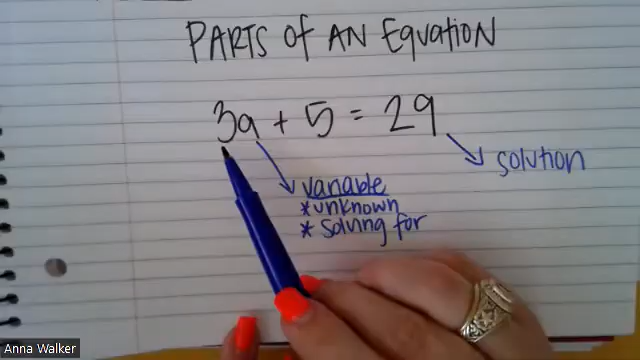 PARTS of AN EquatioN
3a + 5 = 29
solution
variable
* unknown
* solving for
Anna Walker